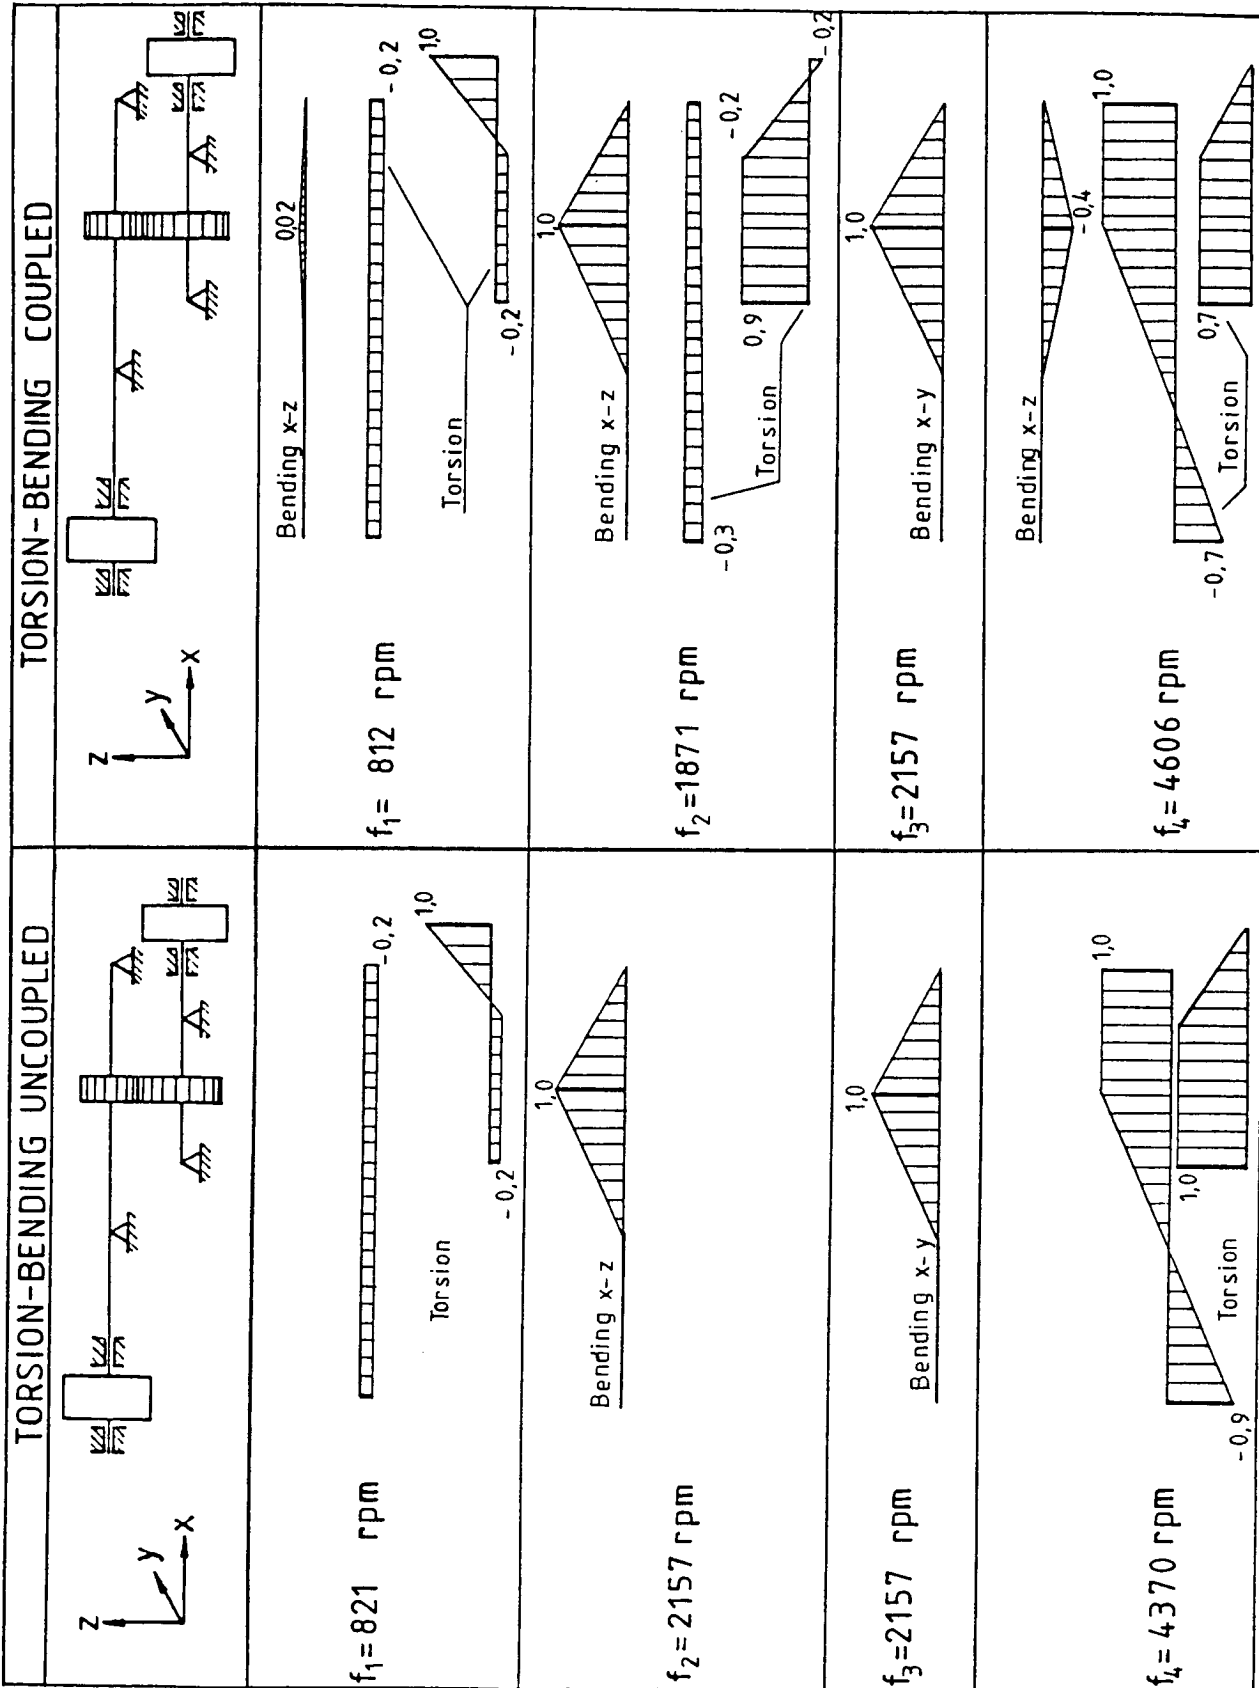 TORSION-BENDING UNCOUPLED
z
y
x
f1= 821 rpm
-0,2
1,0
-0,2
Torsion
f2=2157 rpm
1,0
Bending x-z
f3=2157 rpm
1,0
Bending x-y
f4= 4370 rpm
1,0
1,0
-0,9
Torsion
TORSION-BENDING COUPLED
z
y
x
f1= 812 rpm
Bending x-z
0,02
-0,2
1,0
-0,2
Torsion
f2=1871 rpm
1,0
Bending x-z
-0,3
-0,2
0,9
-0,2
Torsion
f3=2157 rpm
1,0
Bending x-y
f4= 4606 rpm
Bending x-z
-0,4
1,0
-0,7
0,7
Torsion